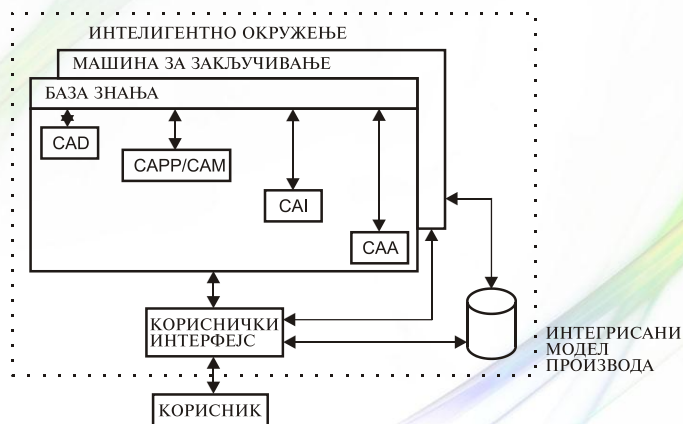 ИНТЕЛИГЕНТНО ОКРУЖЕЊЕ
МАШИНА ЗА ЗАКЉУЧИВАЊЕ
БАЗА ЗНАЊА
CAD
CAPP/CAM
CAI
CAA
КОРИСНИЧКИ
ИНТЕРФЕЈС
ИНТЕГРИСАНИ
МОДЕЛ
ПРОИЗВОДА
КОРИСНИК